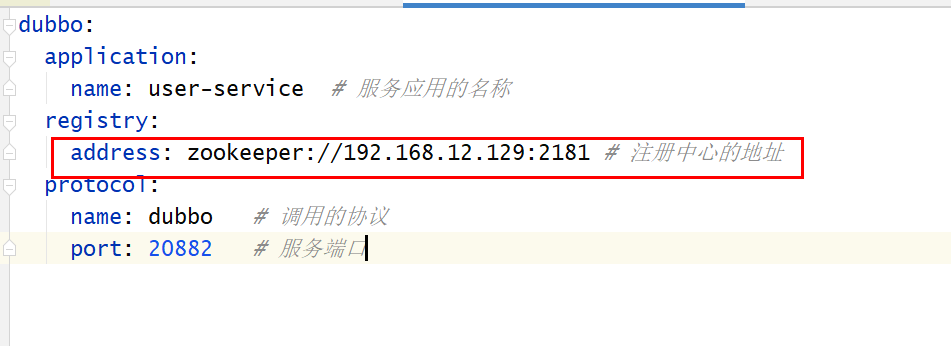 dubbo:
application:
name: user-service # 服务应用的名称
registry:
address: zookeeper://192.168.12.129:2181 # 注册中心的地址
protocol:
name: dubbo # 调用的协议
port: 20882 # 服务端口